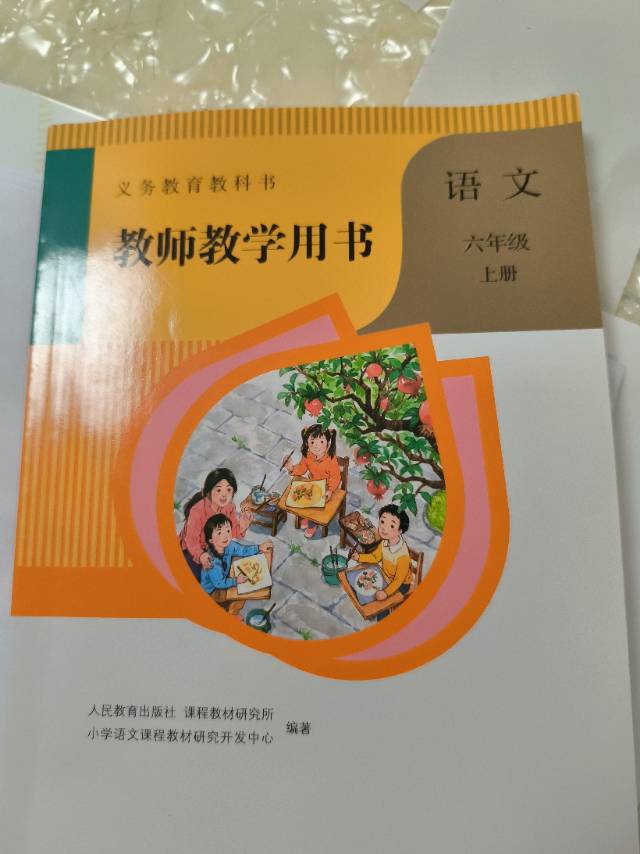 义务教育教科书
教师教学用书
语文
六年级
上册
人民教育出版社 课程教材研究所
小学语文课程教材研究开发中心
编著